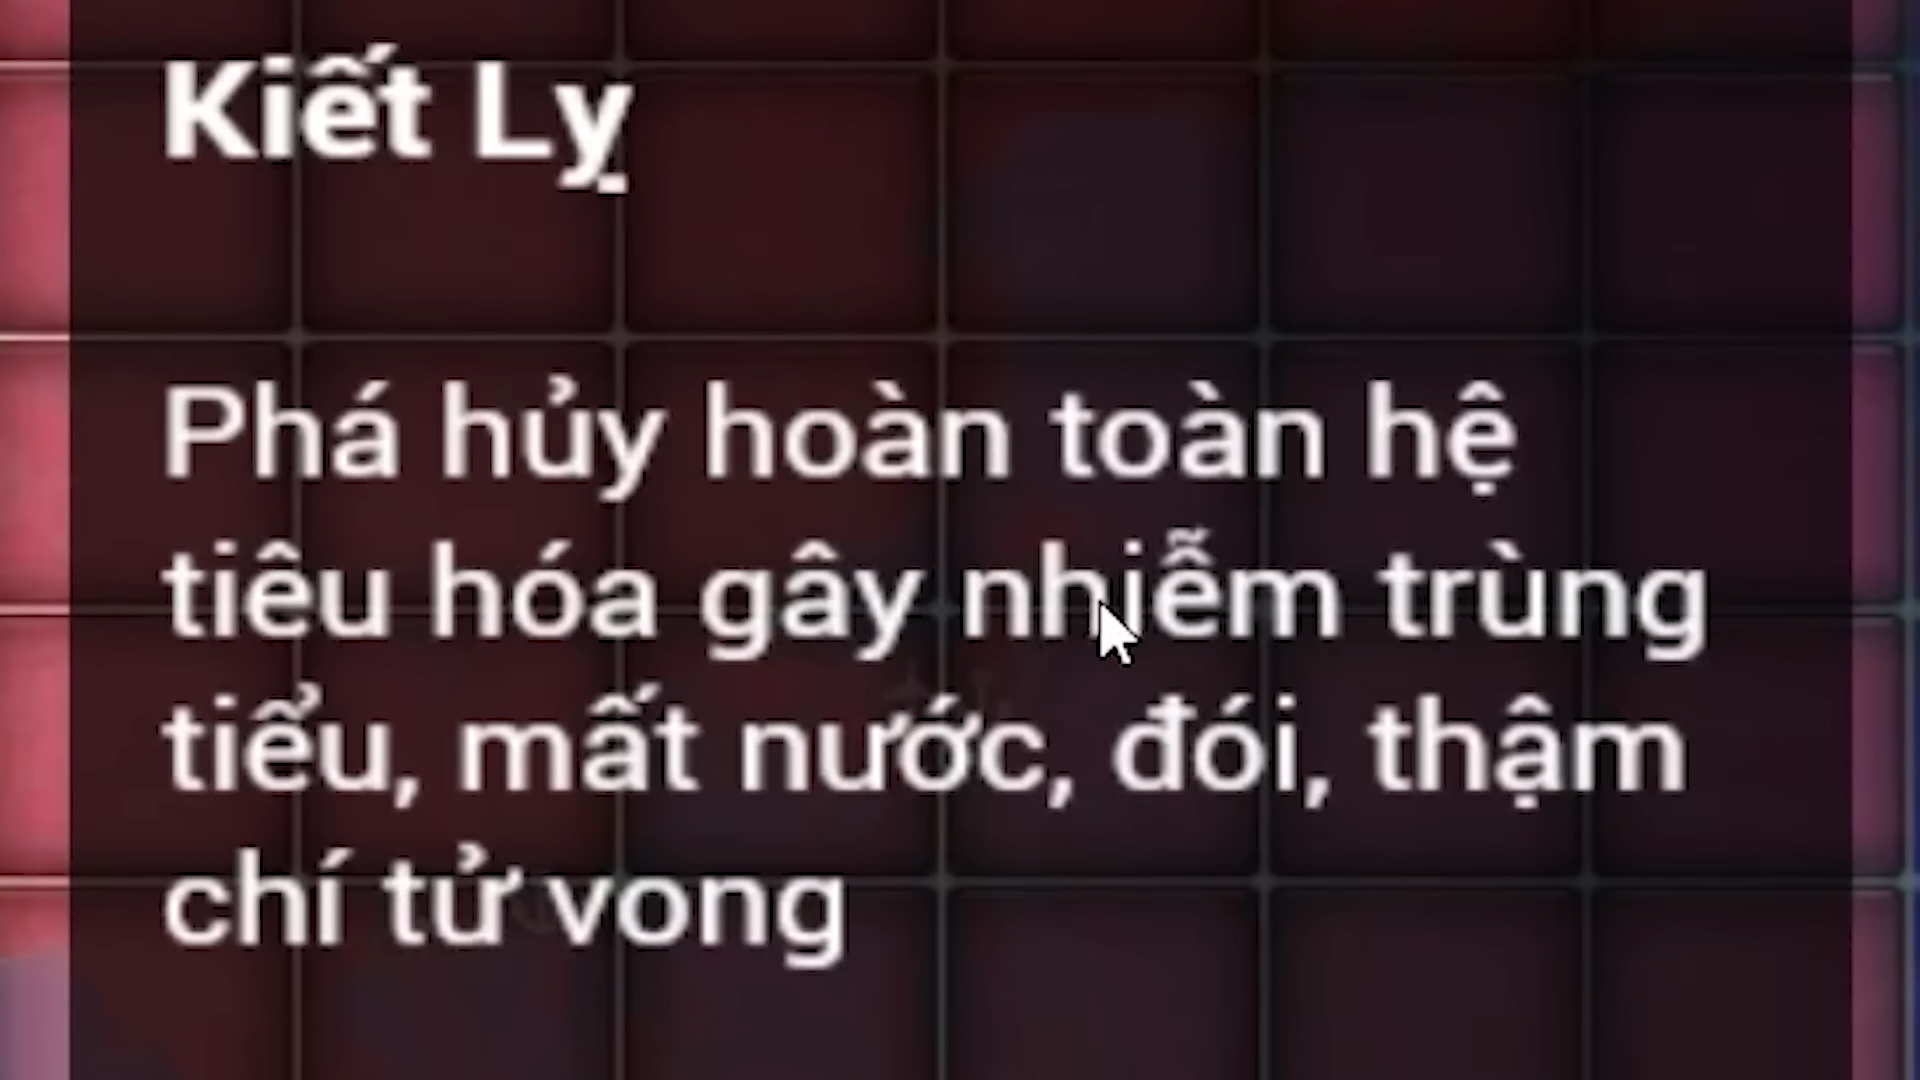 Kiết Lỵ
Phá hủy hoàn toàn hệ
tiêu hóa gây nhiễm trùng
tiểu, mất nước, đói, thậm
chí tử vong